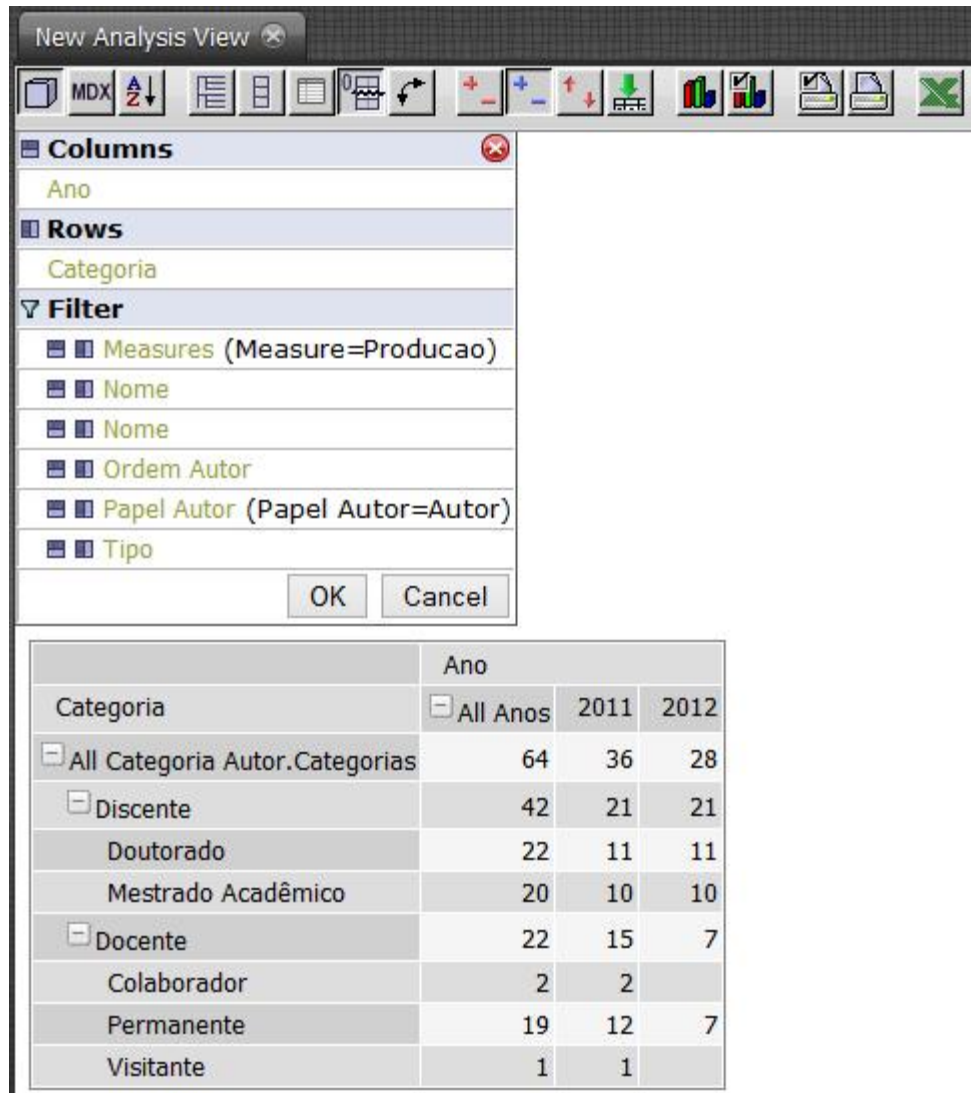 New Analysis View
MDX A Z 0
Columns
Ano
Rows
Categoria
Filter
Measures (Measure=Producao)
Nome
Nome
Ordem Autor
Papel Autor (Papel Autor=Autor)
Tipo
OK Cancel
Ano
Categoria All Anos 2011 2012
All Categoria Autor.Categorias 64 36 28
Discente 42 21 21
Doutorado 22 11 11
Mestrado Acadêmico 20 10 10
Docente 22 15 7
Colaborador 2 2
Permanente 19 12 7
Visitante 1 1